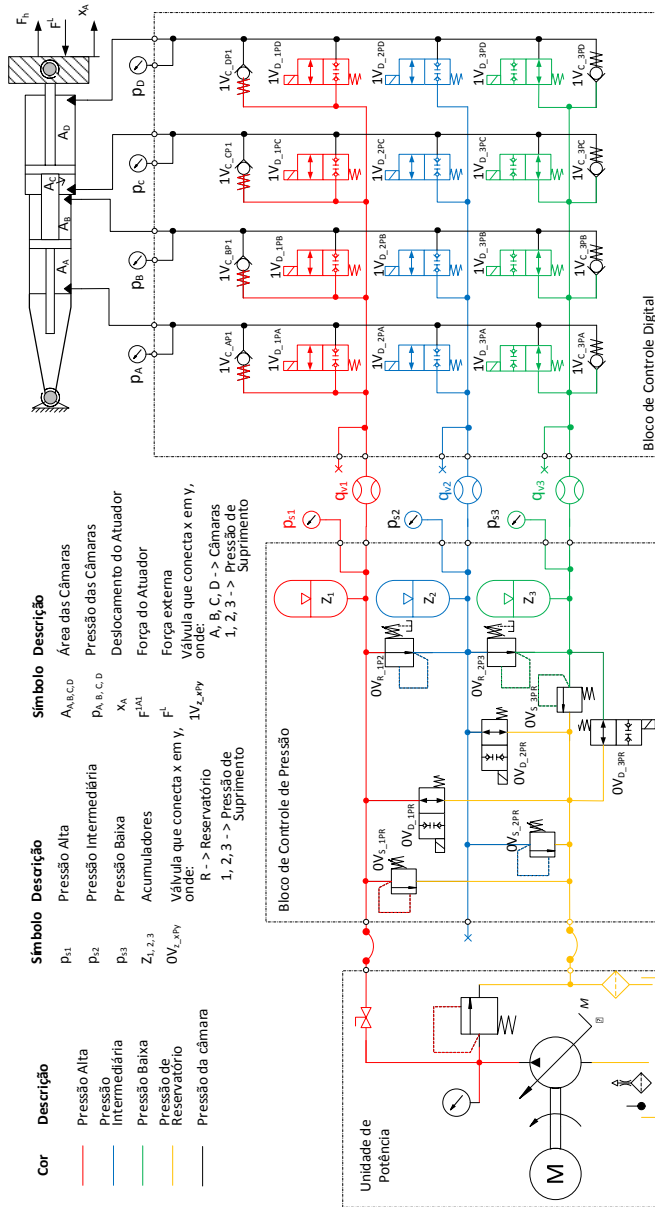 Cor Descrição
Pressão Alta
Pressão Intermediária
Pressão Baixa
Pressão de Reservatório
Pressão da câmara
Símbolo Descrição
p_s1 Pressão Alta
p_s2 Pressão Intermediária
p_s3 Pressão Baixa
Z_1, 2, 3 Acumuladores
0V_z_xPy Válvula que conecta x em y,
onde:
R - > Reservatório
1, 2, 3 - > Pressão de
Suprimento
Símbolo Descrição
A_A,B,C,D Área das Câmaras
p_A, B, C, D Pressão das Câmaras
x_A Deslocamento do Atuador
F^1A1 Força do Atuador
F^L Força externa
1V_z_xPy Válvula que conecta x em y,
onde:
A, B, C, D - > Câmaras
1, 2, 3 - > Pressão de
Suprimento
F_h
F^L
x_A
A_A
A_B
A_C
A_D
p_A
p_B
p_C
p_D
1V_C_AP1
1V_C_BP1
1V_C_CP1
1V_C_DP1
1V_D_1PA
1V_D_1PB
1V_D_1PC
1V_D_1PD
1V_D_2PA
1V_D_2PB
1V_D_2PC
1V_D_2PD
1V_D_3PA
1V_D_3PB
1V_D_3PC
1V_D_3PD
1V_C_3PA
1V_C_3PB
1V_C_3PC
1V_C_3PD
Bloco de Controle Digital
q_v1
q_v2
q_v3
p_s1
p_s2
p_s3
Z_1
Z_2
Z_3
Bloco de Controle de Pressão
0V_S_1PR
0V_D_1PR
0V_R_1P2
0V_S_2PR
0V_D_2PR
0V_R_2P3
0V_S_3PR
0V_D_3PR
Unidade de
Potência
M
M